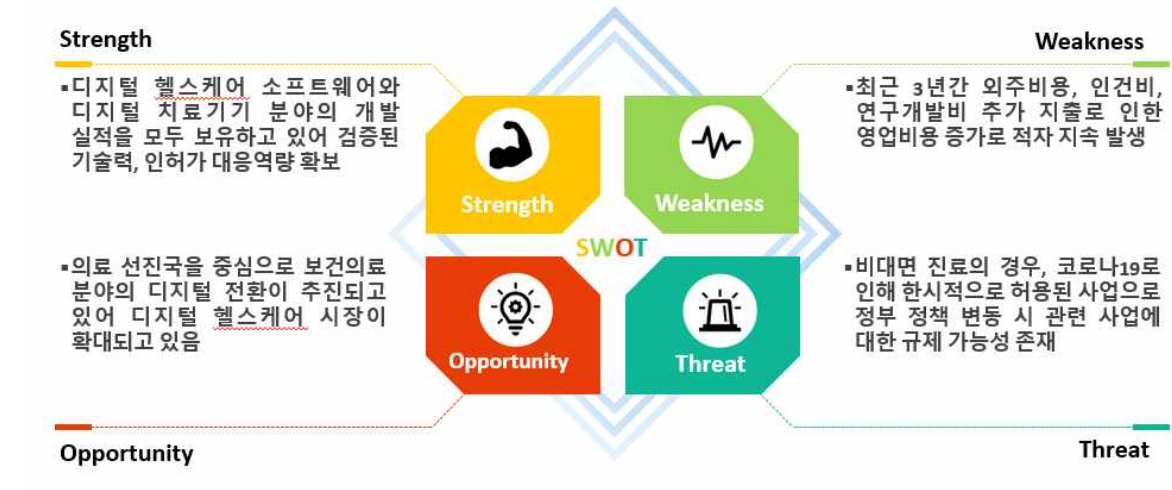 Strength
▪디지털 헬스케어 소프트웨어와
디지털 치료기기 분야의 개발
실적을 모두 보유하고 있어 검증된
기술력, 인허가 대응역량 확보
Weakness
▪최근 3년간 외주비용, 인건비,
연구개발비 추가 지출로 인한
영업비용 증가로 적자 지속 발생
Strength
Weakness
SWOT
Opportunity
Threat
▪의료 선진국을 중심으로 보건의료
분야의 디지털 전환이 추진되고
있어 디지털 헬스케어 시장이
확대되고 있음
Opportunity
▪비대면 진료의 경우, 코로나19로
인해 한시적으로 허용된 사업으로
정부 정책 변동 시 관련 사업에
대한 규제 가능성 존재
Threat